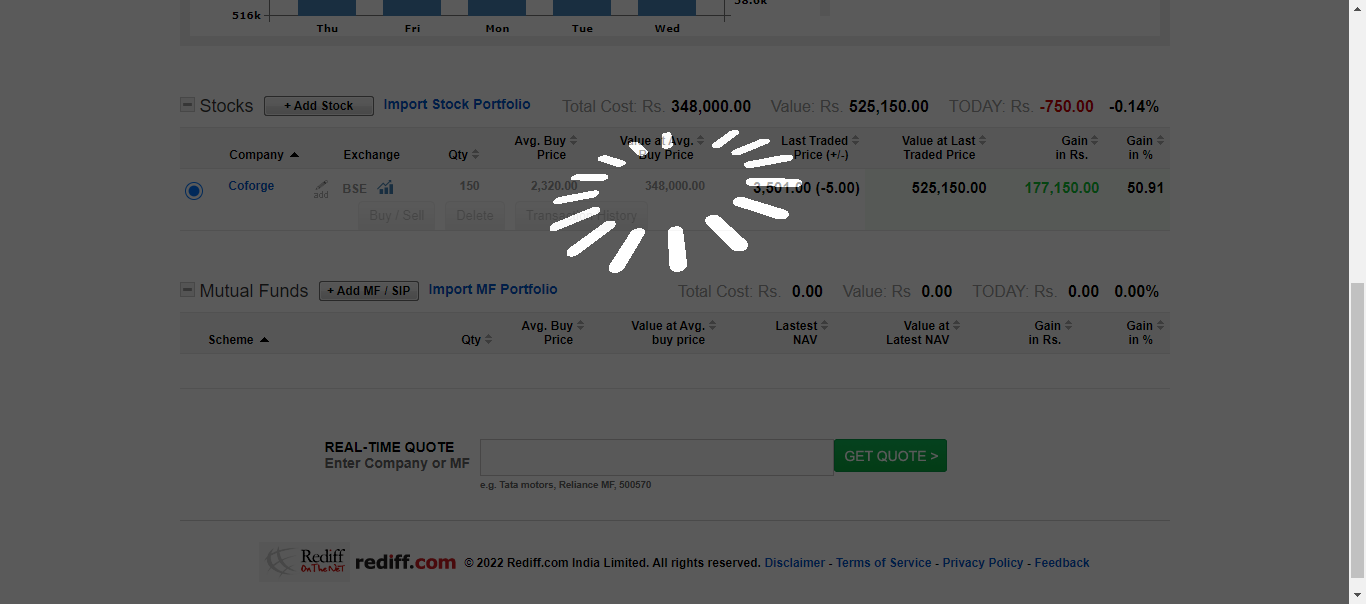 516k
58.6k
Thu Fri Mon Tue Wed
Stocks + Add Stock Import Stock Portfolio Total Cost: Rs. 348,000.00 Value: Rs. 525,150.00 TODAY: Rs. -750.00 -0.14%
Avg. Buy Value at Avg. Last Traded Value at Last Gain Gain
Company Exchange Qty Price Buy Price Price (+/-) Traded Price in Rs. in %
Coforge add BSE 150 2,320.00 348,000.00 3,501.00 (-5.00) 525,150.00 177,150.00 50.91
Buy / Sell Delete Transaction History
Mutual Funds + Add MF / SIP Import MF Portfolio Total Cost: Rs. 0.00 Value: Rs 0.00 TODAY: Rs. 0.00 0.00%
Avg. Buy Value at Avg. Lastest Value at Gain Gain
Scheme Qty Price buy price NAV Latest NAV in Rs. in %
REAL-TIME QUOTE
Enter Company or MF GET QUOTE >
e.g. Tata motors, Reliance MF, 500570
Rediff On The NeT rediff.com © 2022 Rediff.com India Limited. All rights reserved. Disclaimer - Terms of Service - Privacy Policy - Feedback